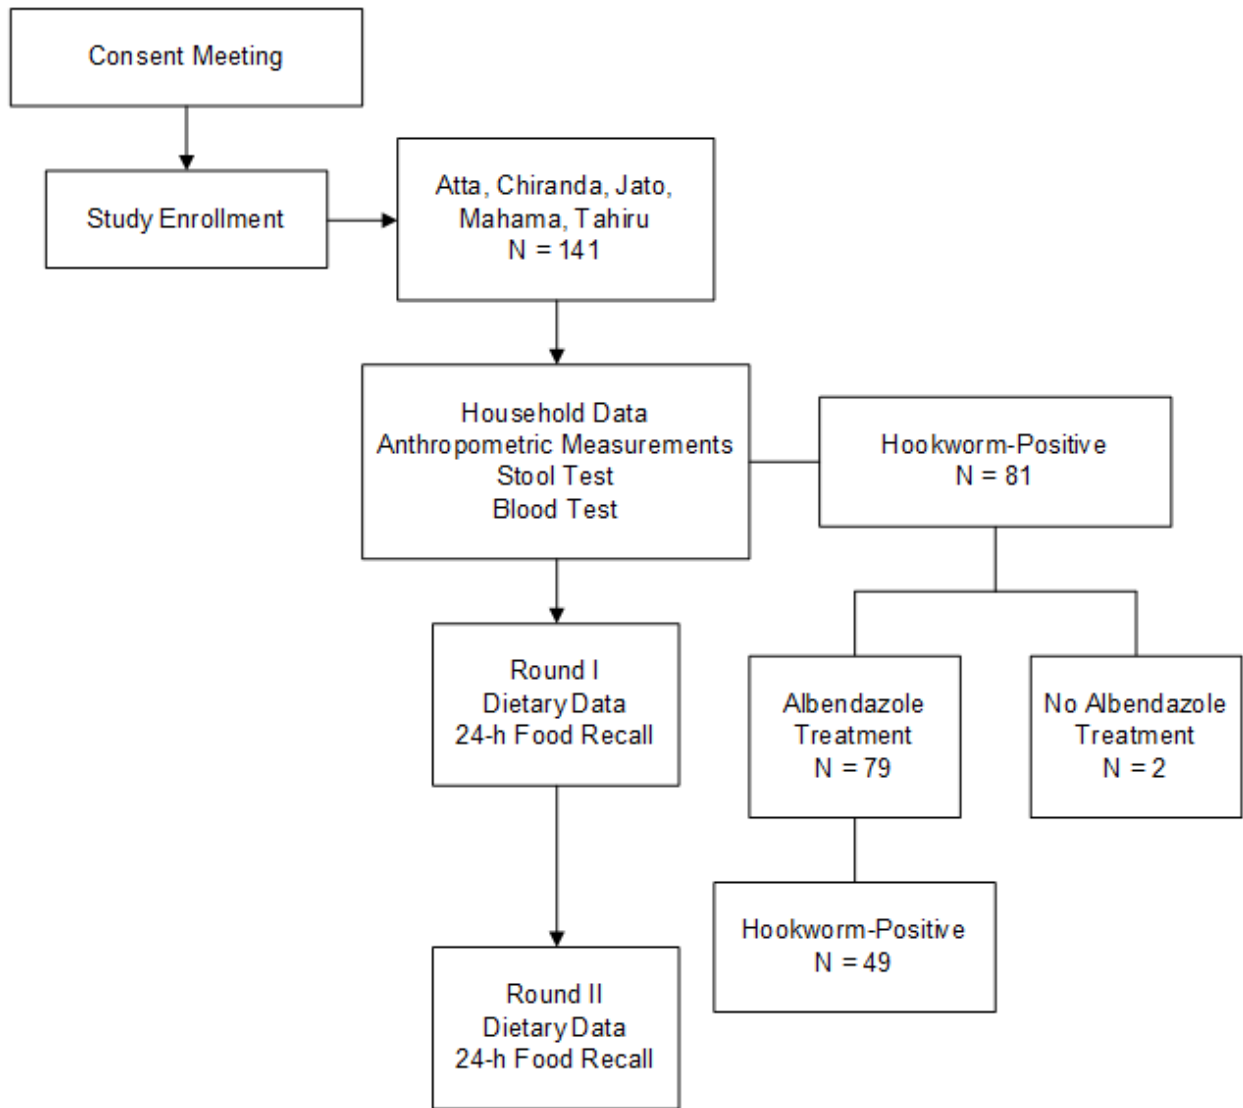 Consent Meeting
Study Enrollment
Atta, Chiranda, Jato,
Mahama, Tahiru
N = 141
Household Data
Anthropometric Measurements
Stool Test
Blood Test
Hookworm-Positive
N = 81
Round I
Dietary Data
24-h Food Recall
Albendazole
Treatment
N = 79
No Albendazole
Treatment
N = 2
Hookworm-Positive
N = 49
Round II
Dietary Data
24-h Food Recall